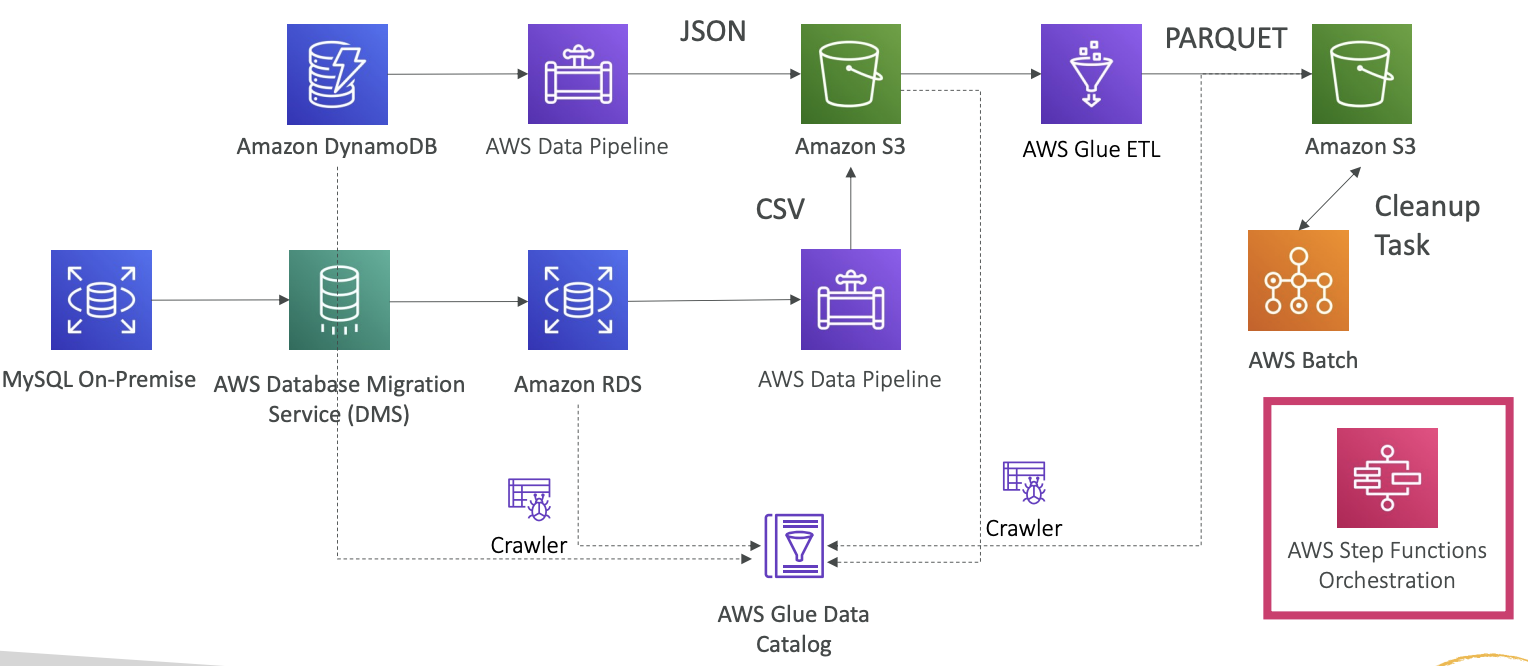 JSON
PARQUET
Amazon DynamoDB
AWS Data Pipeline
Amazon S3
AWS Glue ETL
Amazon S3
CSV
Cleanup
Task
MySQL On-Premise
AWS Database Migration
Service (DMS)
Amazon RDS
AWS Data Pipeline
AWS Batch
Crawler
Crawler
AWS Step Functions
Orchestration
AWS Glue Data
Catalog